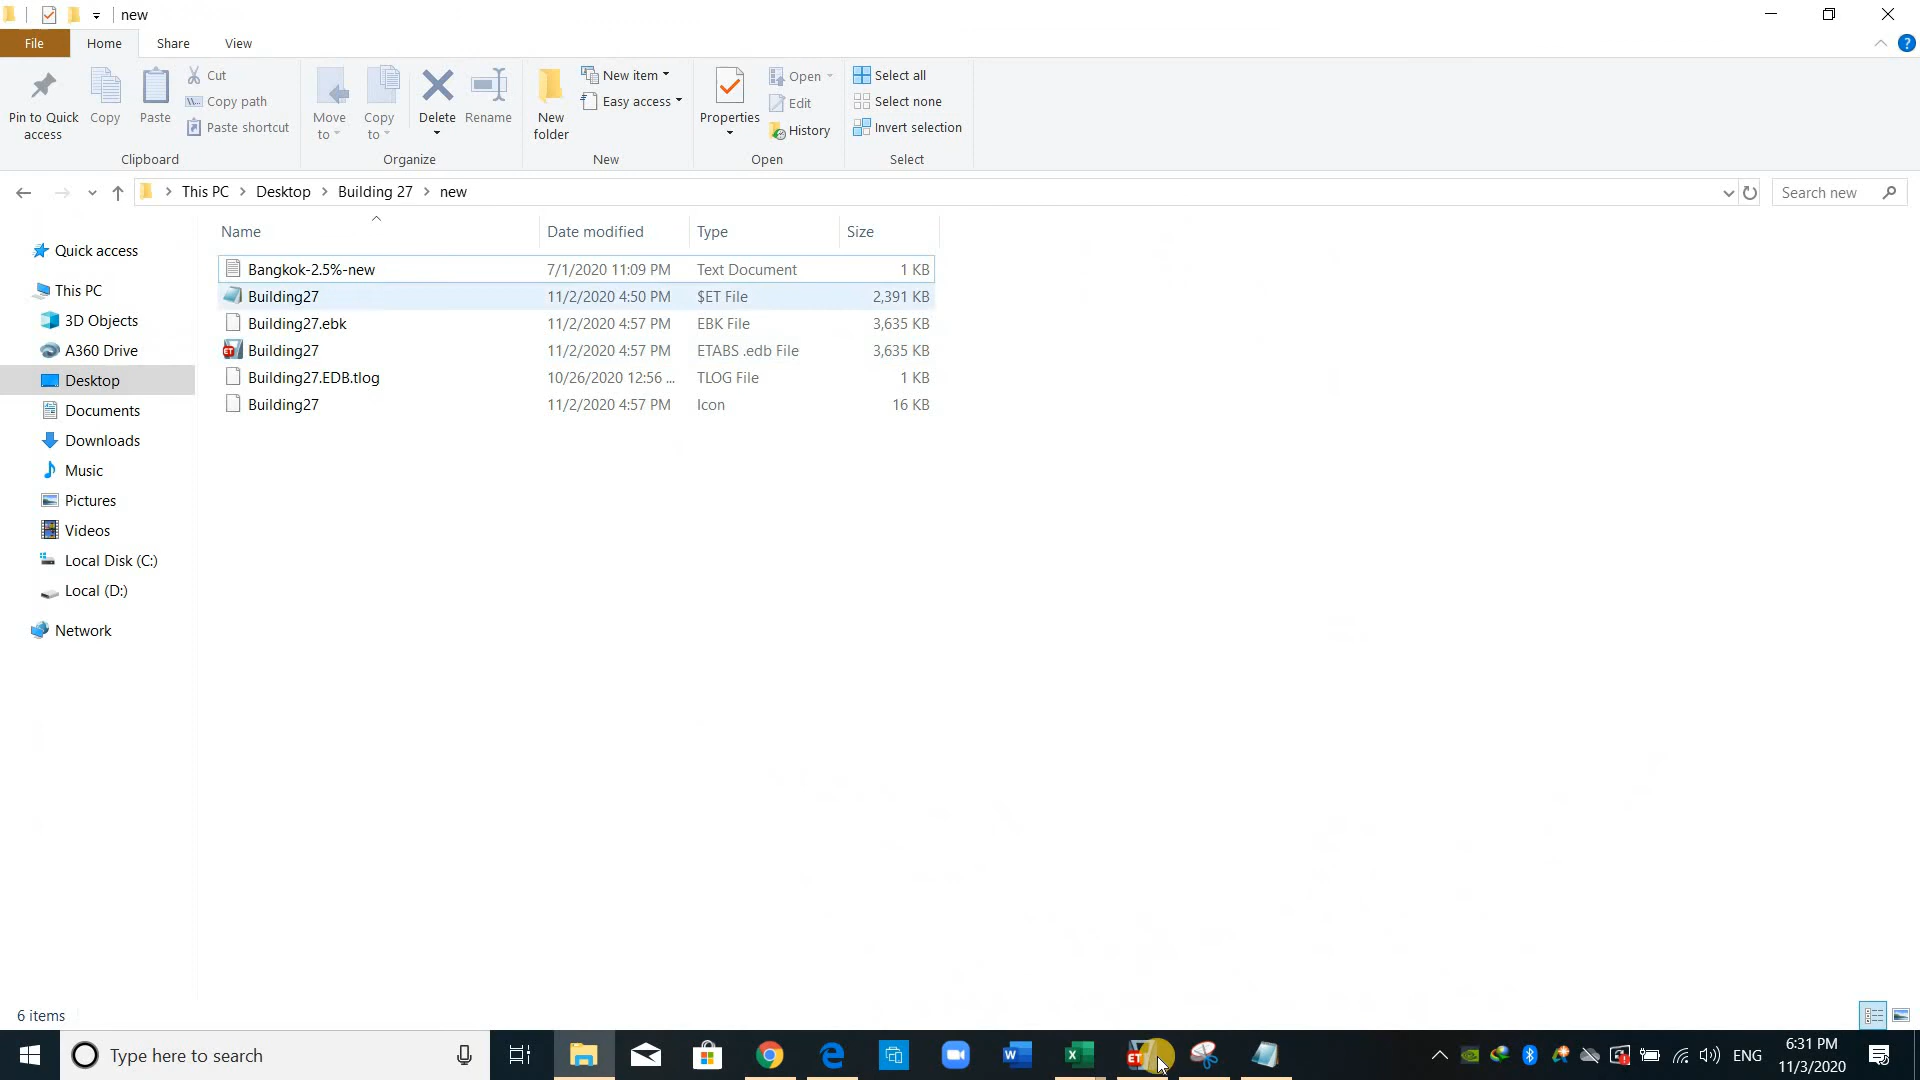 new
File Home Share View
Pin to Quick access
Copy
Paste
Cut
Copy path
Paste shortcut
Clipboard
Move to
Copy to
Delete
Rename
Organize
New folder
New item
Easy access
New
Properties
Open
Edit
History
Open
Select all
Select none
Invert selection
Select
This PC > Desktop > Building 27 > new
Search new
Name Date modified Type Size
Bangkok-2.5%-new 7/1/2020 11:09 PM Text Document 1 KB
Building27 11/2/2020 4:50 PM $ET File 2,391 KB
Building27.ebk 11/2/2020 4:57 PM EBK File 3,635 KB
Building27 11/2/2020 4:57 PM ETABS .edb File 3,635 KB
Building27.EDB.tlog 10/26/2020 12:56 ... TLOG File 1 KB
Building27 11/2/2020 4:57 PM Icon 16 KB
Quick access
This PC
3D Objects
A360 Drive
Desktop
Documents
Downloads
Music
Pictures
Videos
Local Disk (C:)
Local (D:)
Network
6 items
Type here to search
ENG
6:31 PM
11/3/2020